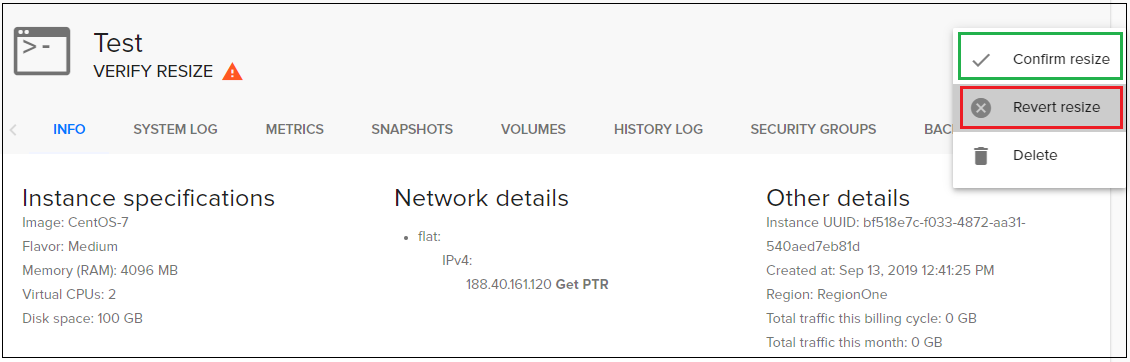 >-
Test
VERIFY RESIZE
Confirm resize
Revert resize
Delete
INFO SYSTEM LOG METRICS SNAPSHOTS VOLUMES HISTORY LOG SECURITY GROUPS BAC
Instance specifications
Image: CentOS-7
Flavor: Medium
Memory (RAM): 4096 MB
Virtual CPUs: 2
Disk space: 100 GB
Network details
flat:
IPv4:
188.40.161.120 Get PTR
Other details
Instance UUID: bf518e7c-f033-4872-aa31-
540aed7eb81d
Created at: Sep 13, 2019 12:41:25 PM
Region: RegionOne
Total traffic this billing cycle: 0 GB
Total traffic this month: 0 GB